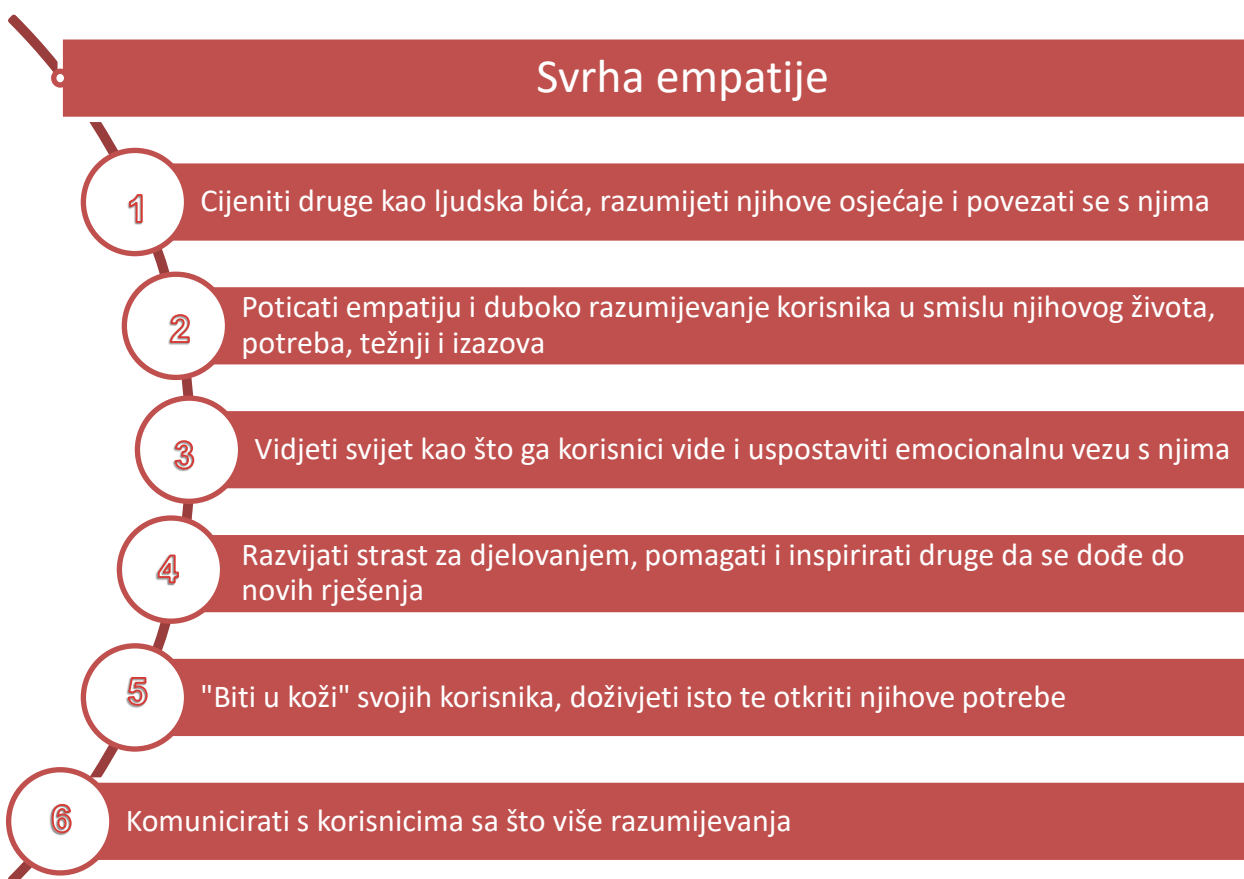 Svrha empatije
1
Cijeniti druge kao ljudska bića, razumijeti njihove osjećaje i povezati se s njima
2
Poticati empatiju i duboko razumijevanje korisnika u smislu njihovog života,
potreba, težnji i izazova
3
Vidjeti svijet kao što ga korisnici vide i uspostaviti emocionalnu vezu s njima
4
Razvijati strast za djelovanjem, pomagati i inspirirati druge da se dođe do
novih rješenja
5
"Biti u koži" svojih korisnika, doživjeti isto te otkriti njihove potrebe
6
Komunicirati s korisnicima sa što više razumijevanja